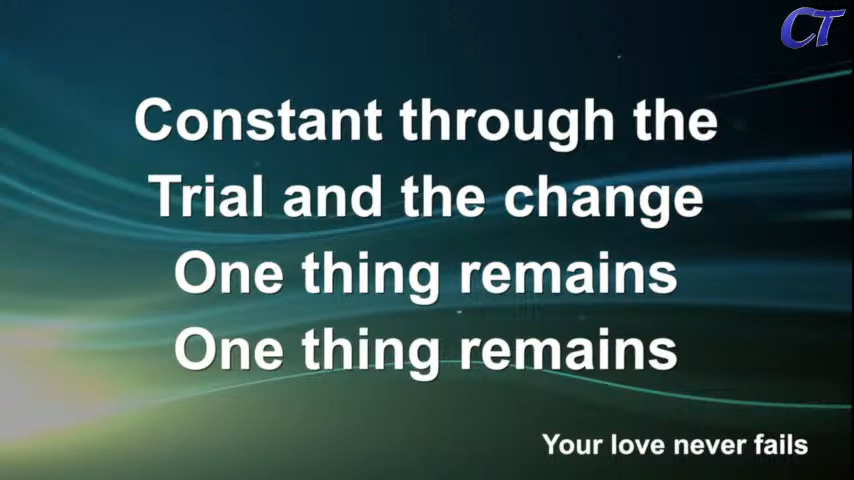 CT
Constant through the
Trial and the change
One thing remains
One thing remains
Your love never fails